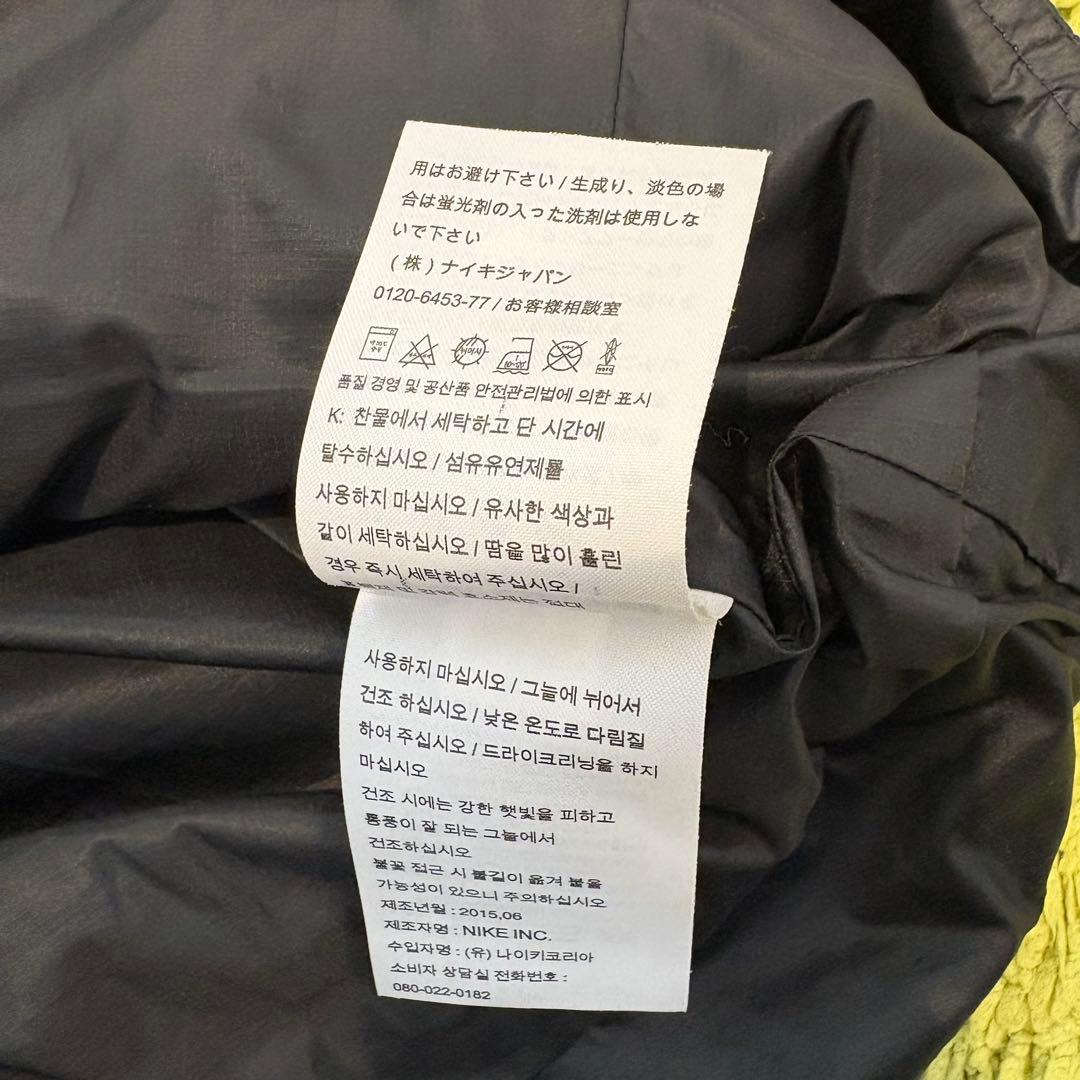 用はお避け下さい / 生成り、淡色の場
合は蛍光剤の入った洗剤は使用しな
いで下さい
(株)ナイキジャパン
0120-6453-77 / お客様相談室
품질 경영 및 공산품 안전관리법에 의한 표시
K: 찬물에서 세탁하고 단 시간에
탈수하십시오 / 섬유유연제를
사용하지 마십시오 / 유사한 색상과
같이 세탁하십시오 / 땀을 많이 흘린
경우 즉시 세탁하여 주십시오 /
사용하지 마십시오 / 그늘에 뉘어서
건조 하십시오 / 낮은 온도로 다림질
하여 주십시오 / 드라이크리닝을 하지
마십시오
건조 시에는 강한 햇빛을 피하고
통풍이 잘 되는 그늘에서
건조하십시오
불꽃 접근 시 불길이 옮겨 붙을
가능성이 있으니 주의하십시오
제조년월 : 2015,06
제조자명 : NIKE INC.
수입자명 : (유) 나이키코리아
소비자 상담실 전화번호 :
080-022-0182